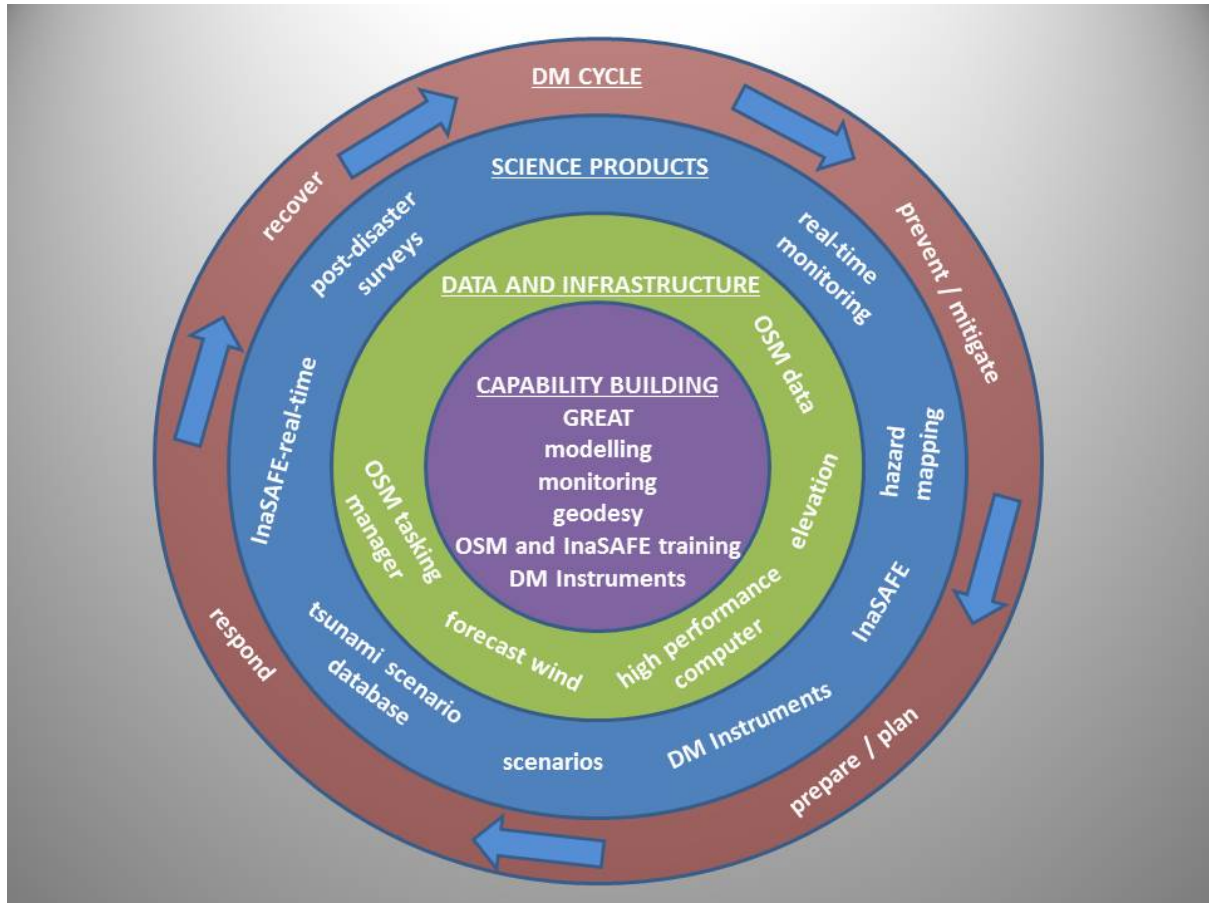 DM CYCLE
prevent / mitigate
prepare / plan
respond
recover
SCIENCE PRODUCTS
real-time
monitoring
hazard
mapping
InaSAFE
DM Instruments
scenarios
tsunami scenario
database
InaSAFE-real-time
post-disaster
surveys
DATA AND INFRASTRUCTURE
OSM data
elevation
high performance
computer
forecast wind
OSM tasking
manager
CAPABILITY BUILDING
GREAT
modelling
monitoring
geodesy
OSM and InaSAFE training
DM Instruments